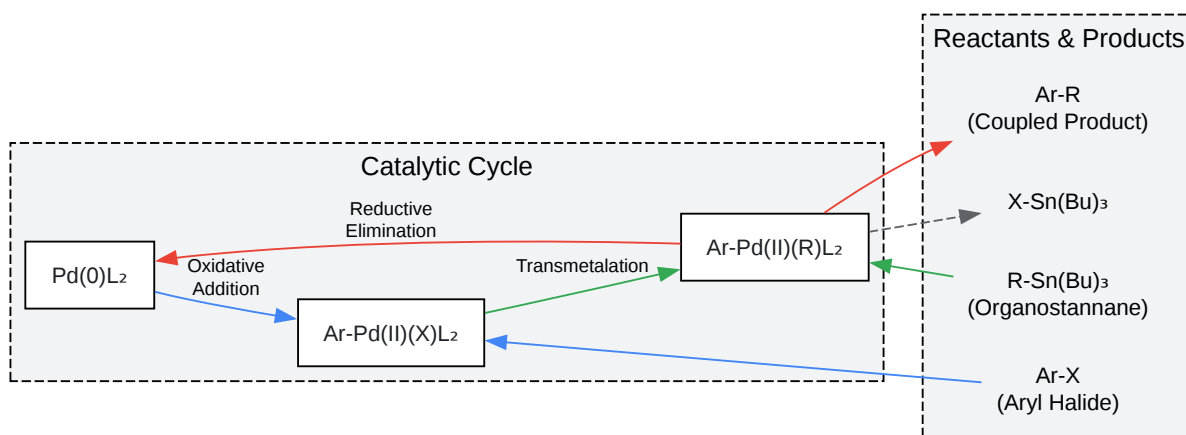 Reactants & Products
Ar-R
(Coupled Product)
Catalytic Cycle
X-Sn(Bu)₃
Reductive
Elimination
Ar-Pd(II)(R)L₂
Pd(0)L₂
Oxidative
Addition
Transmetalation
R-Sn(Bu)₃
(Organostannane)
Ar-Pd(II)(X)L₂
Ar-X
(Aryl Halide)